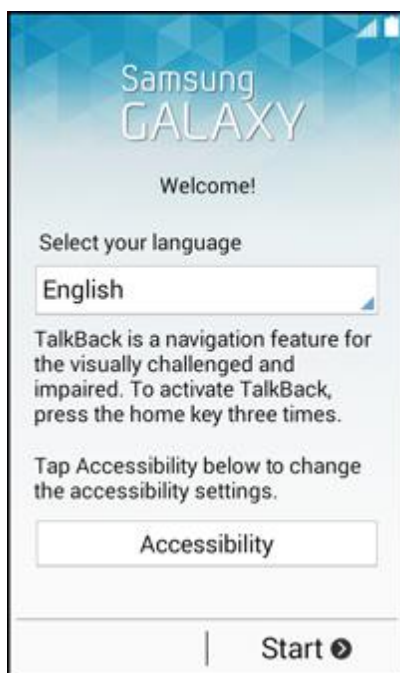 Samsung
GALAXY
Welcome!
Select your language
English
TalkBack is a navigation feature for
the visually challenged and
impaired. To activate TalkBack,
press the home key three times.
Tap Accessibility below to change
the accessibility settings.
Accessibility
Start